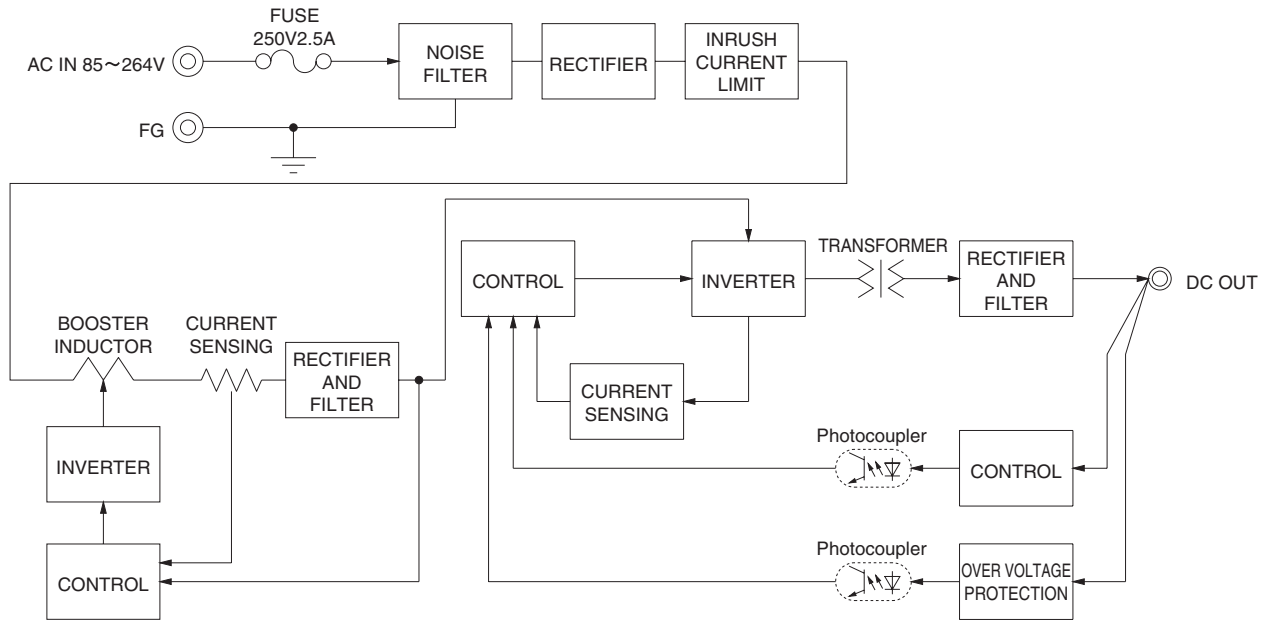 FUSE
250V2.5A
AC IN 85～264V
NOISE
FILTER
RECTIFIER
INRUSH
CURRENT
LIMIT
FG
CONTROL
INVERTER
TRANSFORMER
RECTIFIER
AND
FILTER
DC OUT
BOOSTER
INDUCTOR
CURRENT
SENSING
RECTIFIER
AND
FILTER
CURRENT
SENSING
INVERTER
Photocoupler
CONTROL
CONTROL
Photocoupler
OVER VOLTAGE
PROTECTION